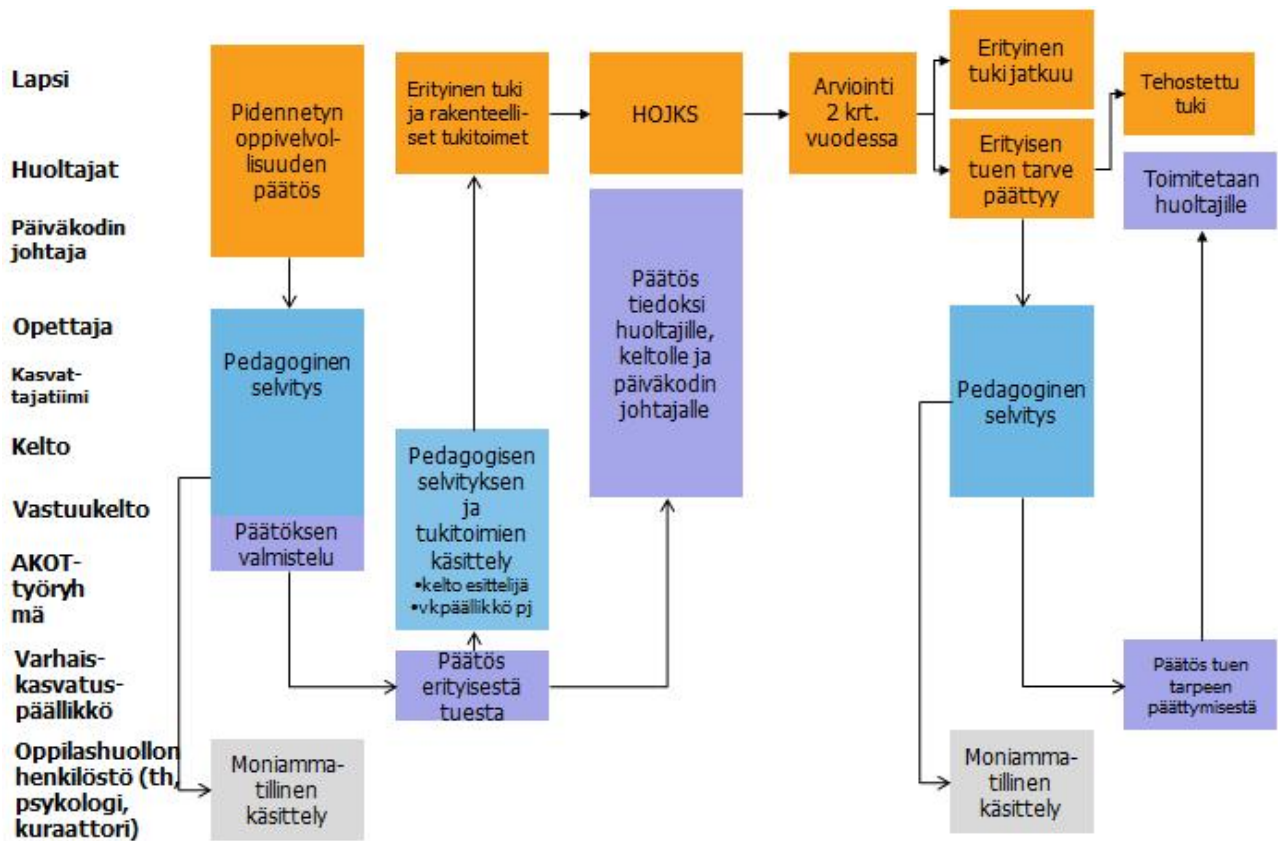 Lapsi
Huoltajat
Päiväkodin
johtaja
Opettaja
Kasvat-
tajatiimi
Kelto
Vastuukelto
AKOT-
työryh
mä
Varhais-
kasvatus-
päällikkö
Oppilashuollon
henkilöstö (th,
psykologi,
kuraattori)
Pidennetyn
oppivelvol-
lisuuden
päätös
Pedagoginen
selvitys
Päätöksen
valmistelu
Moniamma-
tillinen
käsittely
Erityinen tuki
ja rakenteelli-
set tukitoimet
Pedagogisen
selvityksen
ja
tukitoimien
käsittely
•kelto esittelijä
•vkpäällikkö pj
Päätös
erityisestä
tuesta
HOJKS
Päätös
tiedoksi
huoltajille,
keltolle ja
päiväkodin
johtajalle
Arviointi
2 krt.
vuodessa
Erityinen
tuki jatkuu
Erityisen
tuen tarve
päättyy
Pedagoginen
selvitys
Moniamma-
tillinen
käsittely
Tehostettu
tuki
Toimitetaan
huoltajille
Päätös tuen
tarpeen
päättymisestä